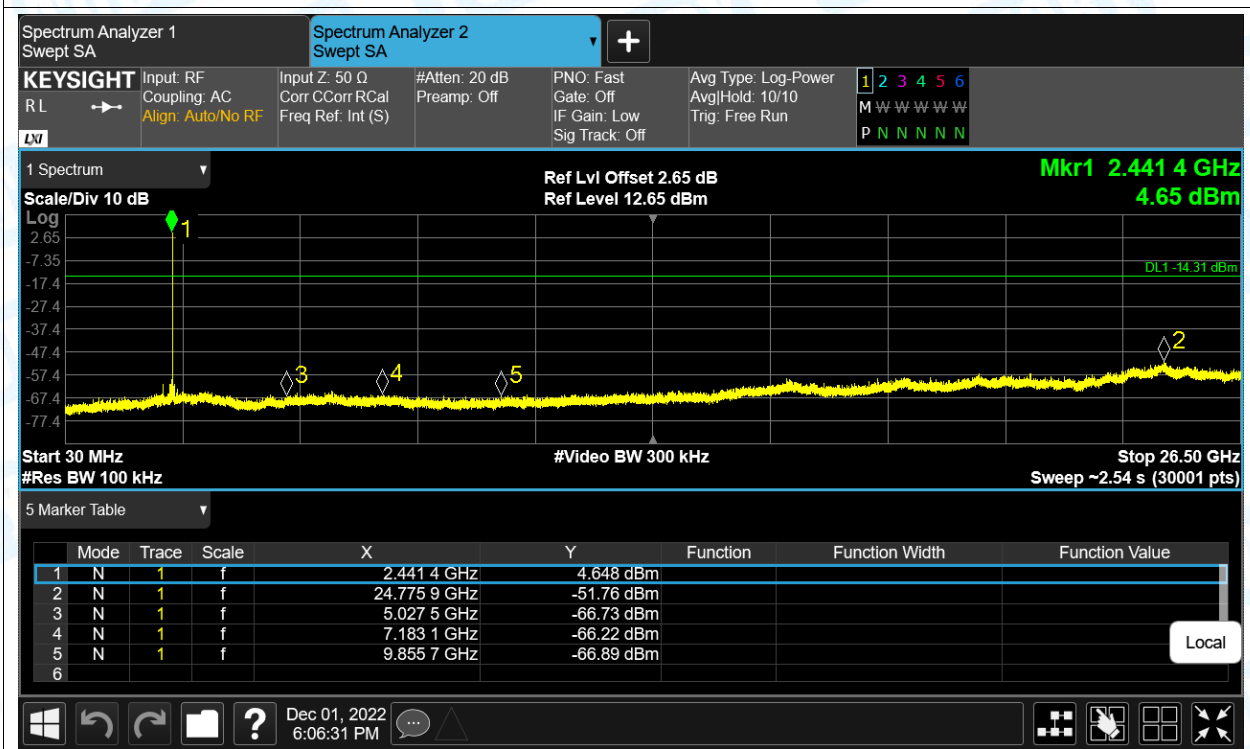 Spectrum Analyzer 1
Swept SA
Spectrum Analyzer 2
Swept SA
KEYSIGHT
RL
LXI
Input: RF
Coupling: AC
Align: Auto/No RF
Input Z: 50 Ω
Corr CCorr RCal
Freq Ref: Int (S)
#Atten: 20 dB
Preamp: Off
PNO: Fast
Gate: Off
IF Gain: Low
Sig Track: Off
Avg Type: Log-Power
Avg|Hold: 10/10
Trig: Free Run
1 2 3 4 5 6
M W W W W W
P N N N N N
1 Spectrum
Scale/Div 10 dB
Ref Lvl Offset 2.65 dB
Ref Level 12.65 dBm
Mkr1 2.441 4 GHz
4.65 dBm
Log
2.65
-7.35
-17.4
-27.4
-37.4
-47.4
-57.4
-67.4
-77.4
1
DL1 -14.31 dBm
2
3
4
5
Start 30 MHz
#Res BW 100 kHz
#Video BW 300 kHz
Stop 26.50 GHz
Sweep ~2.54 s (30001 pts)
5 Marker Table
Mode Trace Scale X Y Function Function Width Function Value
1 N 1 f 2.441 4 GHz 4.648 dBm
2 N 1 f 24.775 9 GHz -51.76 dBm
3 N 1 f 5.027 5 GHz -66.73 dBm
4 N 1 f 7.183 1 GHz -66.22 dBm
5 N 1 f 9.855 7 GHz -66.89 dBm
6
Local
?
Dec 01, 2022
6:06:31 PM